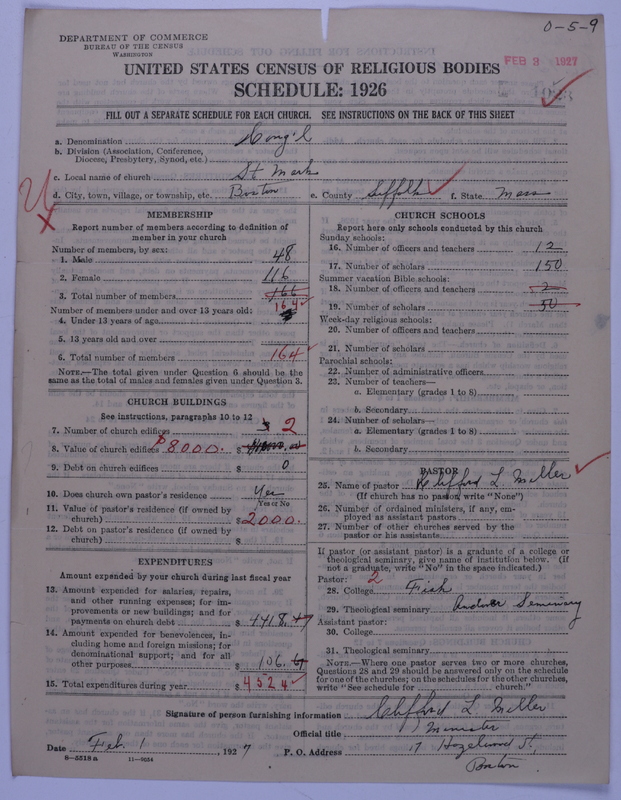 0-5-9
DEPARTMENT OF COMMERCE
BUREAU OF THE CENSUS
WASHINGTON
FEB 3 1927
UNITED STATES CENSUS OF RELIGIOUS BODIES
SCHEDULE: 1926
FILL OUT A SEPARATE SCHEDULE FOR EACH CHURCH. SEE INSTRUCTIONS ON THE BACK OF THIS SHEET
a. Denomination Cong'l
b. Division (Association, Conference,
Diocese, Presbytery, Synod, etc.)
c. Local name of church St Mark
d. City, town, village, or township, etc. Boston e. County Suffolk f. State Mass
MEMBERSHIP
Report number of members according to definition of
member in your church
Number of members, by sex:
1. Male 48
2. Female 116
3. Total number of members 166
164
Number of members under and over 13 years old:
4. Under 13 years of age
5. 13 years old and over
6. Total number of members 164
NOTE.—The total given under Question 6 should be the
same as the total of males and females given under Question 3.
CHURCH BUILDINGS
See instructions, paragraphs 10 to 12
7. Number of church edifices 2
8. Value of church edifices $8000. $
9. Debt on church edifices $ 0
10. Does church own pastor's residence Yes
Yes or No
11. Value of pastor's residence (if owned by
church) $2000.
12. Debt on pastor's residence (if owned by
church) $
EXPENDITURES
Amount expended by your church during last fiscal year
13. Amount expended for salaries, repairs,
and other running expenses; for im-
provements or new buildings; and for
payments on church debt $4418.47
14. Amount expended for benevolences, in-
cluding home and foreign missions; for
denominational support; and for all
other purposes $ 106.
15. Total expenditures during year $4524
CHURCH SCHOOLS
Report here only schools conducted by this church
Sunday schools:
16. Number of officers and teachers 12
17. Number of scholars 150
Summer vacation Bible schools:
18. Number of officers and teachers 2
19. Number of scholars 50
Week-day religious schools:
20. Number of officers and teachers
21. Number of scholars
Parochial schools:
22. Number of administrative officers
23. Number of teachers—
a. Elementary (grades 1 to 8)
b. Secondary
24. Number of scholars—
a. Elementary (grades 1 to 8)
b. Secondary
PASTOR
25. Name of pastor Clifford L. Miller
(If church has no pastor, write "None")
26. Number of ordained ministers, if any, em-
ployed as assistant pastors
27. Number of other churches served by the
pastor or his assistants
If pastor (or assistant pastor) is a graduate of a college or
theological seminary, give name of institution below. (If
not a graduate, write "No" in the space indicated.)
Pastor: 2
28. College Fisk
29. Theological seminary Andover Seminary
Assistant pastor:
30. College
31. Theological seminary
NOTE.—Where one pastor serves two or more churches,
Questions 28 and 29 should be answered only on the schedule
for one of the churches; on the schedules for the other churches,
write "See schedule for church."
Signature of person furnishing information Clifford L. Miller
Official title Minister
Date Feb. 1 1927 P. O. Address 17 Hazelwood St,
Boston
8-5518 a 11-9034